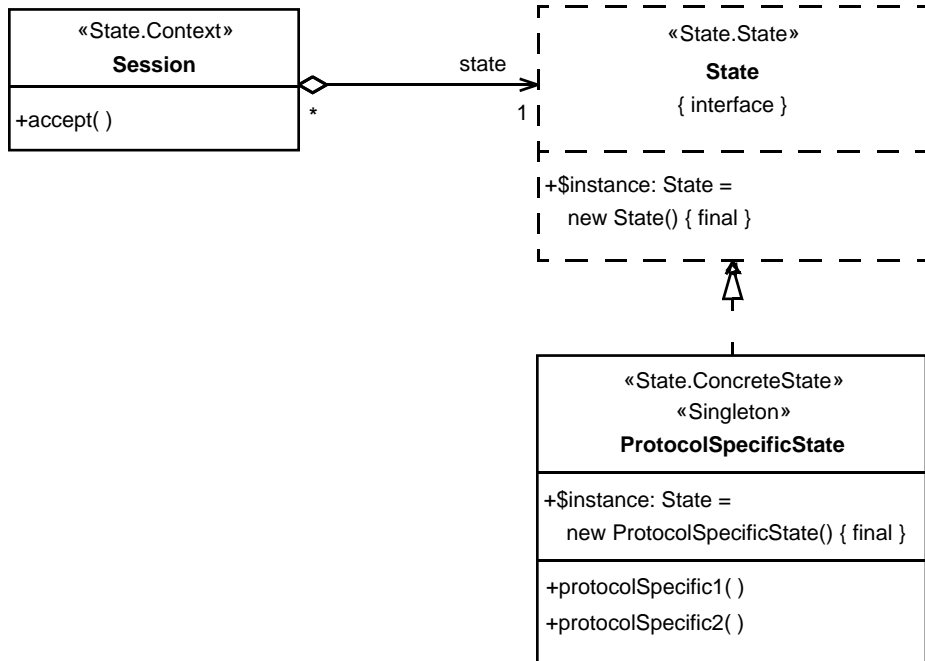 «State.Context»
Session
+accept( )
state
*
1
«State.State»
State
{ interface }
+$instance: State =
new State() { final }
«State.ConcreteState»
«Singleton»
ProtocolSpecificState
+$instance: State =
new ProtocolSpecificState() { final }
+protocolSpecific1( )
+protocolSpecific2( )